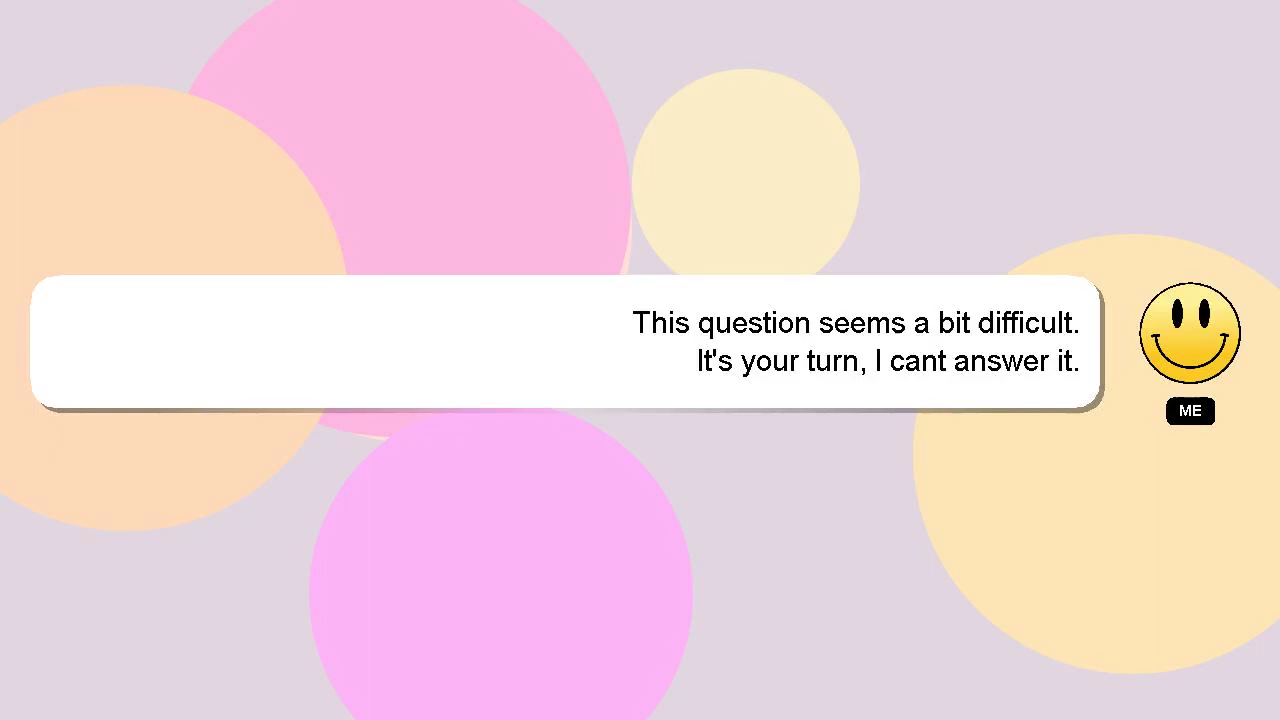 This question seems a bit difficult.
It's your turn, I cant answer it.
ME